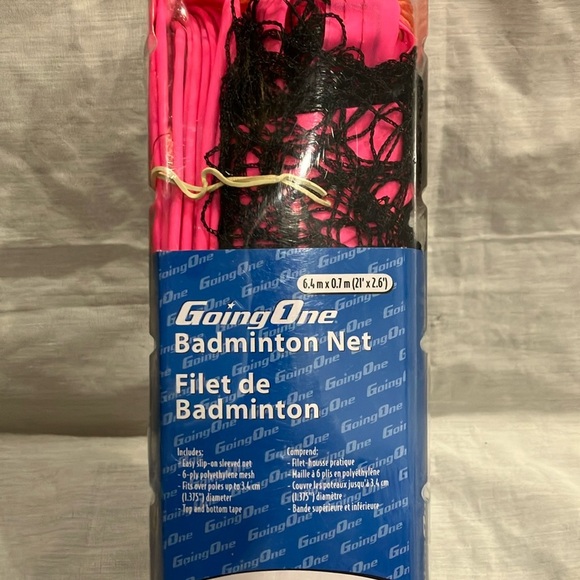 6.4 m x 0.7 m (21' x 2.6')
GoingOne
Badminton Net
Filet de
Badminton
Includes:
- Easy slip-on sleeved net
- 6-ply polyethylene mesh
- Fits over poles up to 3.4 cm
(1.375") diameter
- Top and bottom tape
Comprend:
- Filet-housse pratique
- Maille à 6 plis en polyéthylène
- Couvre les poteaux jusqu'à 3.4 cm
(1.375") diamètre
- Bande supérieure et inférieure